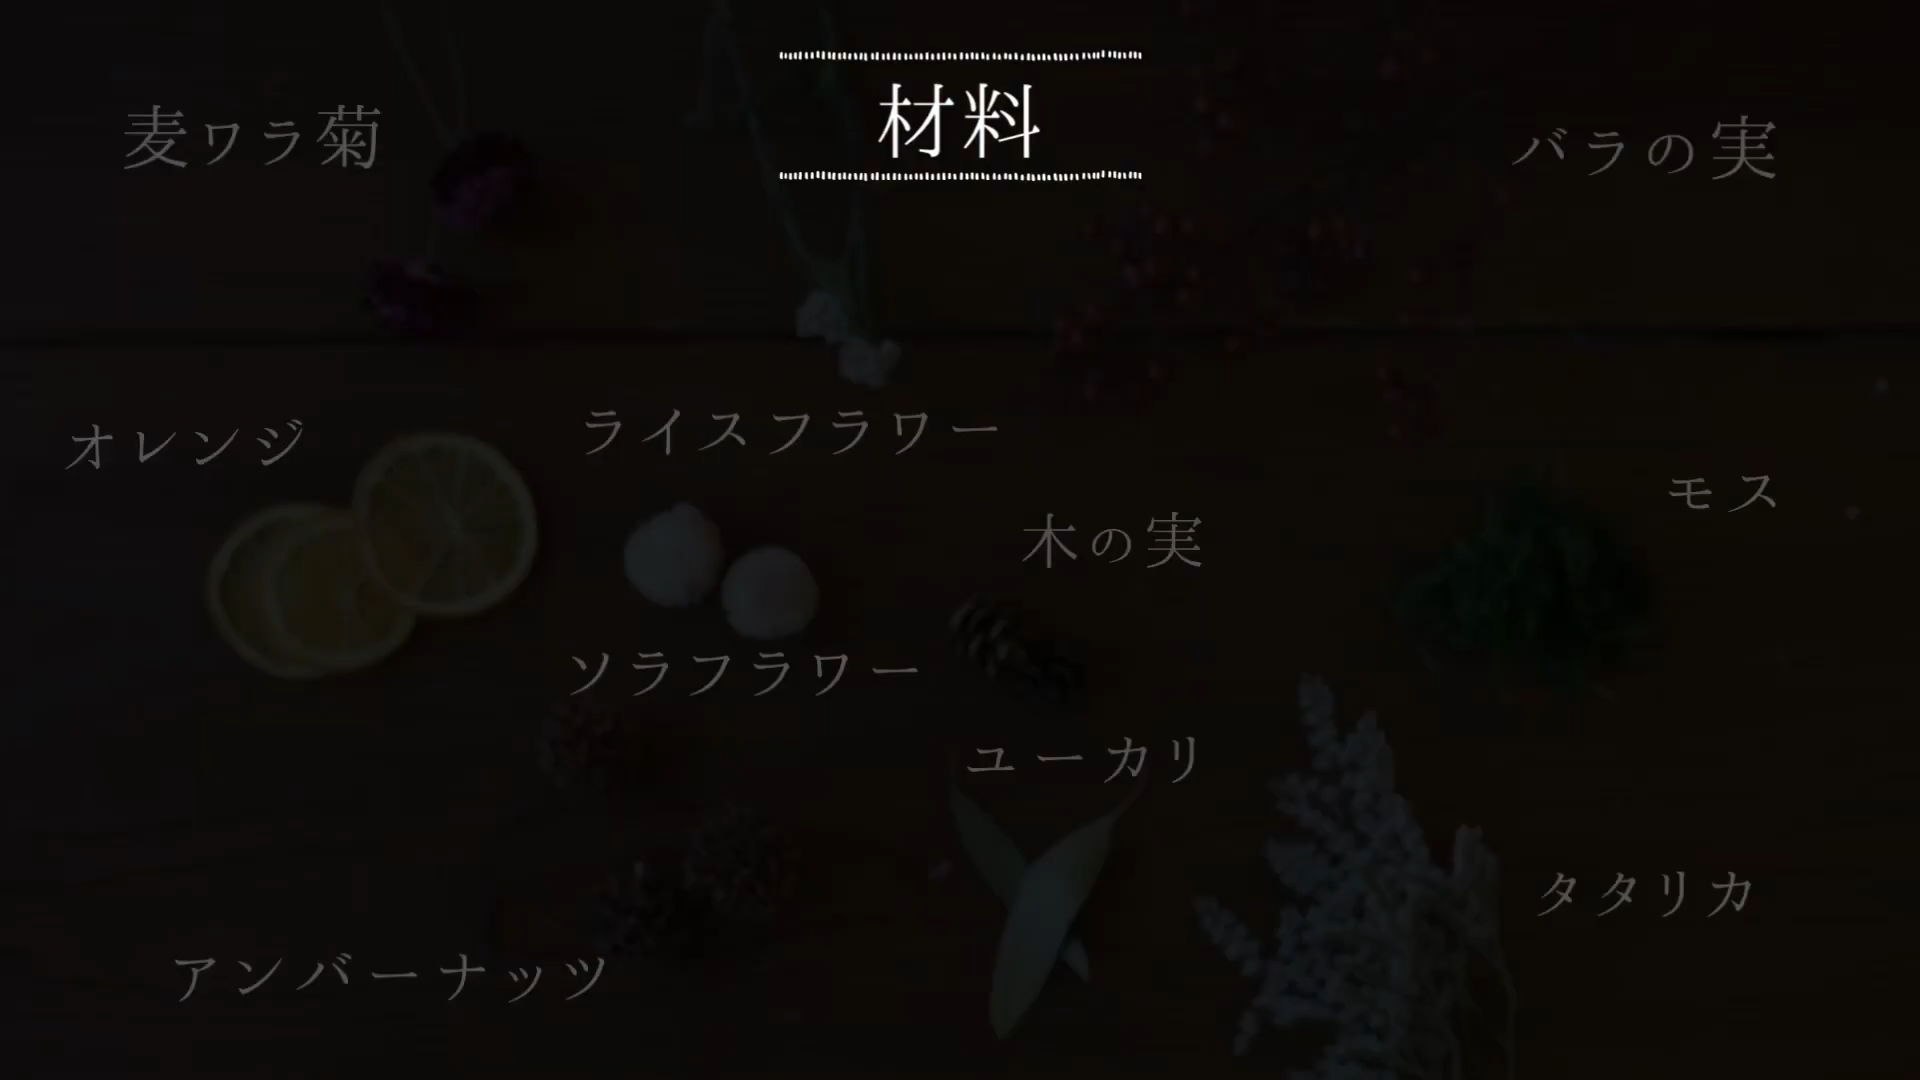 材料
麦ワラ菊
バラの実
オレンジ
ライスフラワー
モス
木の実
ソラフラワー
ユーカリ
タタリカ
アンバーナッツ